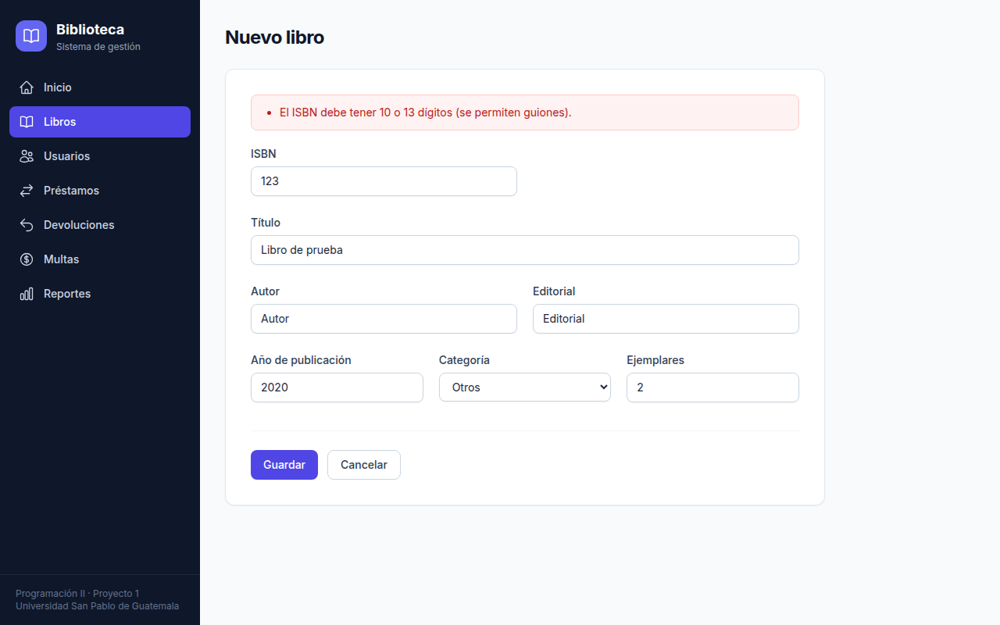 Biblioteca
Sistema de gestión
Inicio
Libros
Usuarios
Préstamos
Devoluciones
Multas
Reportes
Programación II · Proyecto 1
Universidad San Pablo de Guatemala
Nuevo libro
• El ISBN debe tener 10 o 13 dígitos (se permiten guiones).
ISBN
123
Título
Libro de prueba
Autor Editorial
Autor Editorial
Año de publicación Categoría Ejemplares
2020 Otros 2
Guardar Cancelar